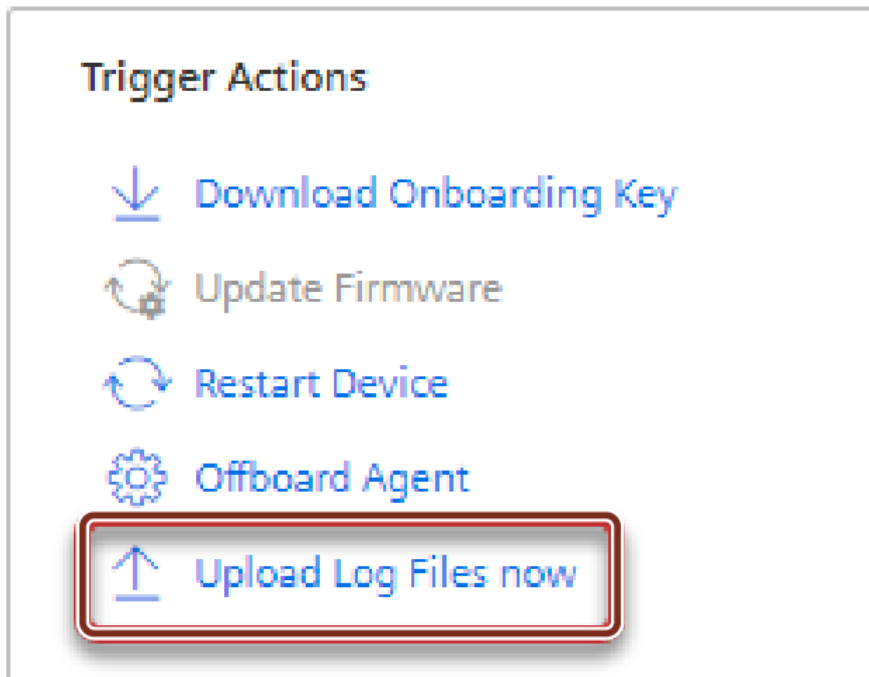 Trigger Actions
Download Onboarding Key
Update Firmware
Restart Device
Offboard Agent
Upload Log Files now